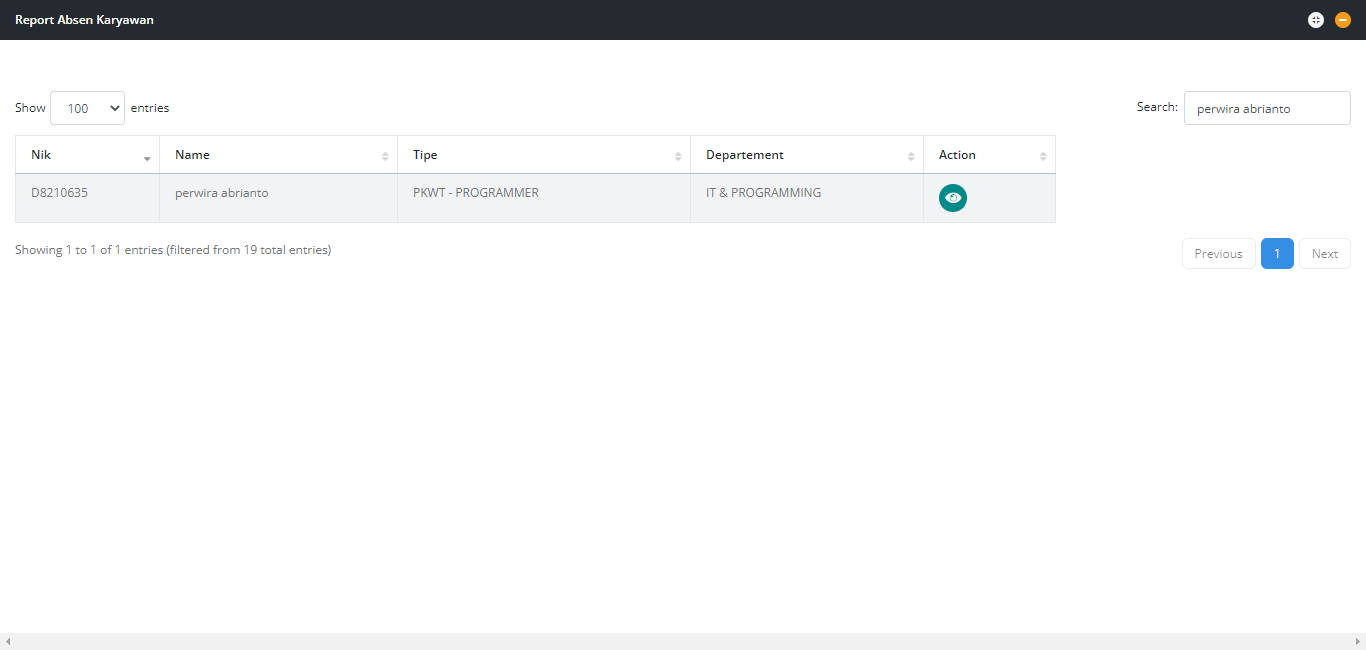 Report Absen Karyawan
Show 100 entries
Search: perwira abrianto
Nik Name Tipe Departement Action
D8210635 perwira abrianto PKWT - PROGRAMMER IT & PROGRAMMING
Showing 1 to 1 of 1 entries (filtered from 19 total entries)
Previous 1 Next